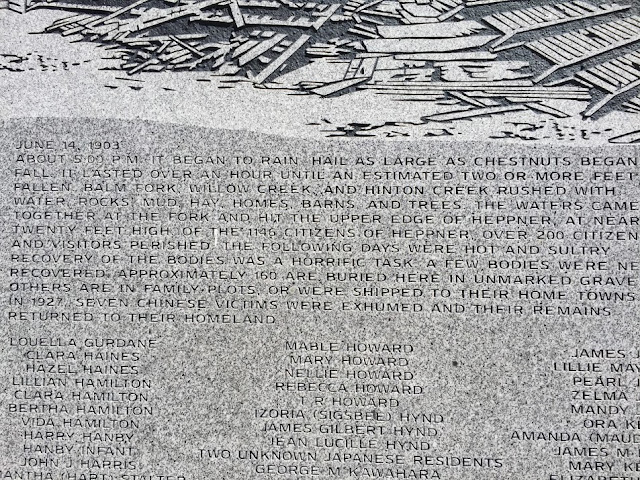 JUNE 14, 1903
ABOUT 5:00 P.M. IT BEGAN TO RAIN. HAIL AS LARGE AS CHESTNUTS BEGAN
FALL. IT LASTED OVER AN HOUR UNTIL AN ESTIMATED TWO OR MORE FEET
FALLEN. BALM FORK, WILLOW CREEK, AND HINTON CREEK RUSHED WITH
WATER, ROCKS, MUD, HAY, HOMES, BARNS AND TREES. THE WATERS CAME
TOGETHER AT THE FORK AND HIT THE UPPER EDGE OF HEPPNER, AT NEAR
TWENTY FEET HIGH. OF THE 1146 CITIZENS OF HEPPNER, OVER 200 CITIZEN
AND VISITORS PERISHED. THE FOLLOWING DAYS WERE HOT AND SULTRY
RECOVERY OF THE BODIES WAS A HORRIFIC TASK. A FEW BODIES WERE NE
RECOVERED. APPROXIMATELY 160 ARE BURIED HERE IN UNMARKED GRAVE
OTHERS ARE IN FAMILY PLOTS, OR WERE SHIPPED TO THEIR HOME TOWNS
IN 1927, SEVEN CHINESE VICTIMS WERE EXHUMED AND THEIR REMAINS
RETURNED TO THEIR HOMELAND
LOUELLA GURDANE
CLARA HAINES
HAZEL HAINES
LILLIAN HAMILTON
CLARA HAMILTON
BERTHA HAMILTON
VIDA HAMILTON
HARRY HANBY
HANBY INFANT
JOHN J HARRIS
MANTHA (HART) STALTER
MABLE HOWARD
MARY HOWARD
NELLIE HOWARD
REBECCA HOWARD
T R HOWARD
IZORIA (SIGSBEE) HYND
JAMES GILBERT HYND
JEAN LUCILLE HYND
TWO UNKNOWN JAPANESE RESIDENTS
GEORGE M KAWAHARA
JAMES
LILLIE MAY
PEARL
ZELMA
MANDY
ORA KE
AMANDA (MAUD
JAMES M
MARY KE
ELIZABETH